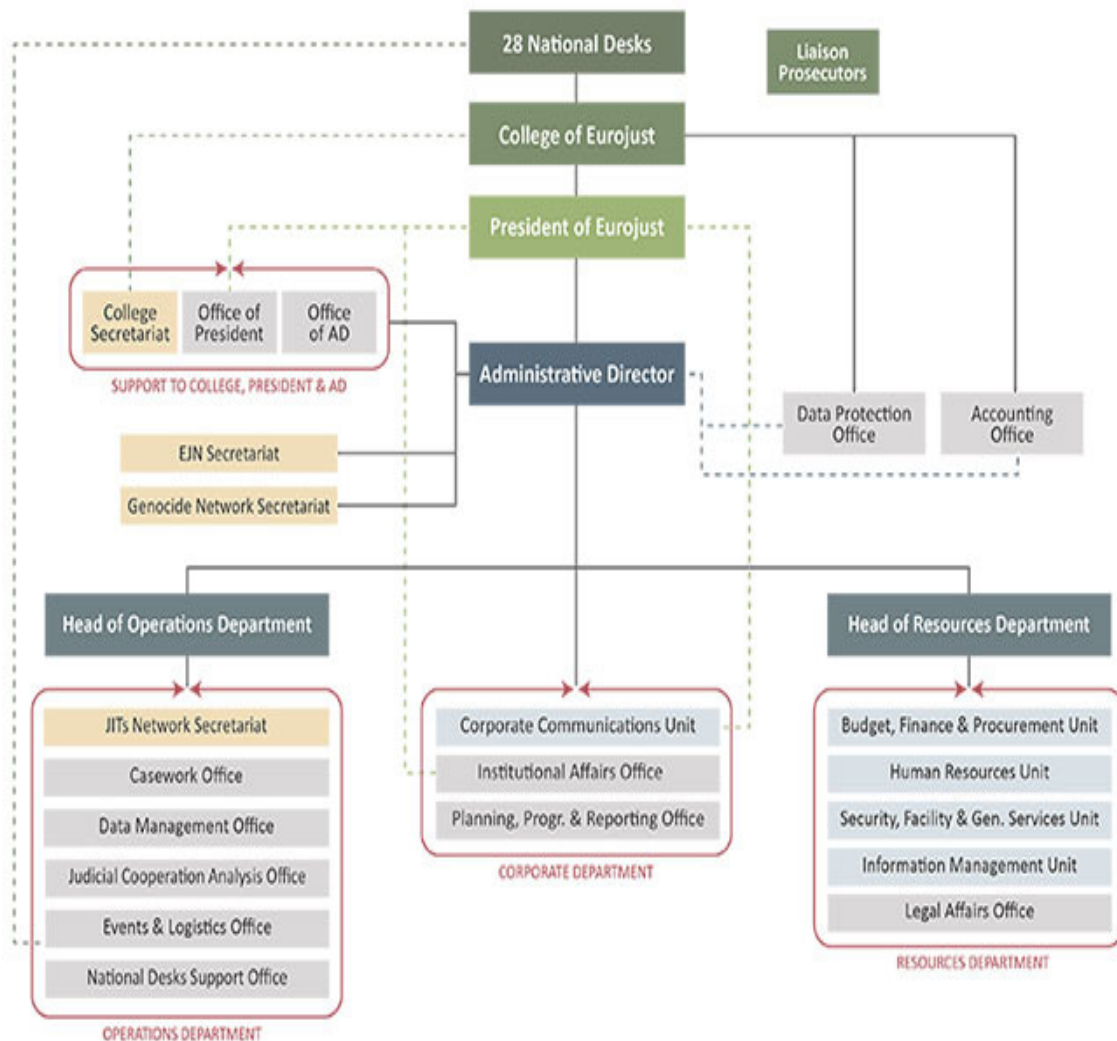 28 National Desks
Liaison
Prosecutors
College of Eurojust
President of Eurojust
College
Secretariat
Office of
President
Office
of AD
SUPPORT TO COLLEGE, PRESIDENT & AD
Administrative Director
Data Protection
Office
Accounting
Office
EJN Secretariat
Genocide Network Secretariat
Head of Operations Department
Head of Resources Department
JITs Network Secretariat
Casework Office
Data Management Office
Judicial Cooperation Analysis Office
Events & Logistics Office
National Desks Support Office
OPERATIONS DEPARTMENT
Corporate Communications Unit
Institutional Affairs Office
Planning, Progr. & Reporting Office
CORPORATE DEPARTMENT
Budget, Finance & Procurement Unit
Human Resources Unit
Security, Facility & Gen. Services Unit
Information Management Unit
Legal Affairs Office
RESOURCES DEPARTMENT